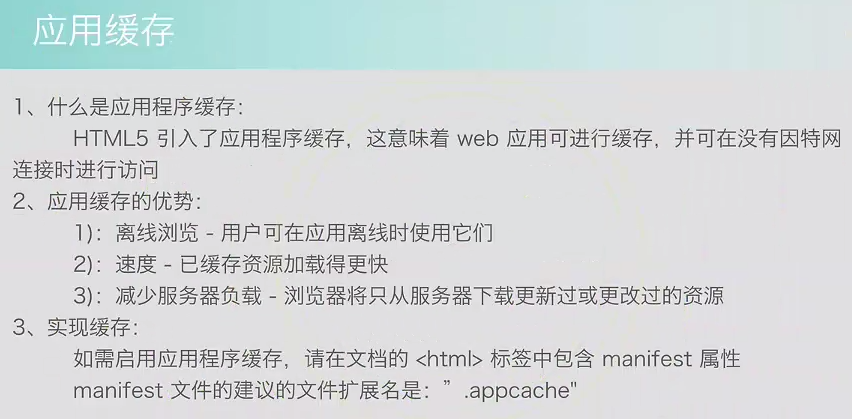 应用缓存
1、什么是应用程序缓存：
HTML5 引入了应用程序缓存，这意味着 web 应用可进行缓存，并可在没有因特网
连接时进行访问
2、应用缓存的优势：
1)：离线浏览 - 用户可在应用离线时使用它们
2)：速度 - 已缓存资源加载得更快
3)：减少服务器负载 - 浏览器将只从服务器下载更新过或更改过的资源
3、实现缓存：
如需启用应用程序缓存，请在文档的 <html> 标签中包含 manifest 属性
manifest 文件的建议的文件扩展名是：”.appcache"